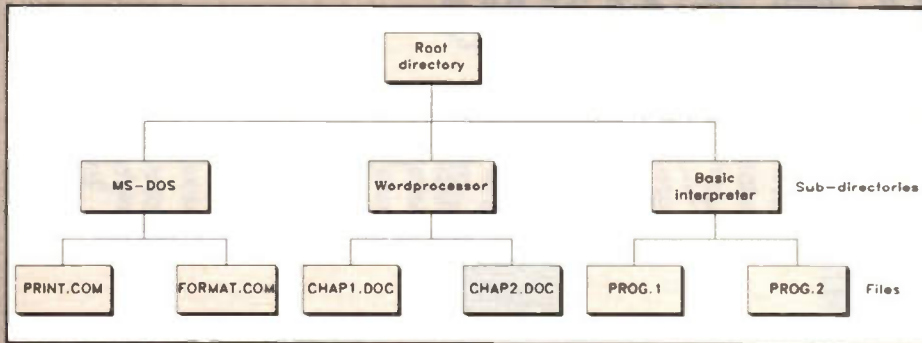 Root
directory
MS-DOS
Wordprocessor
Basic
interpreter
Sub-directories
PRINT.COM
FORMAT.COM
CHAP1.DOC
CHAP2.DOC
PROG.1
PROG.2
Files